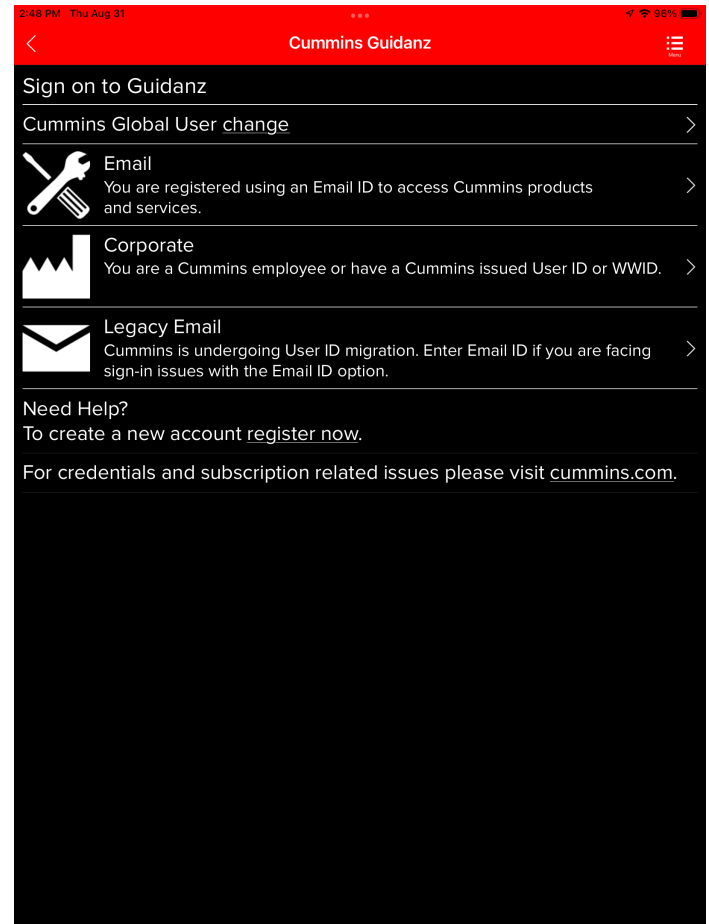 2:48 PM Thu Aug 31
96%
Cummins Guidanz
Menu
Sign on to Guidanz
Cummins Global User change
Email
You are registered using an Email ID to access Cummins products
and services.
Corporate
You are a Cummins employee or have a Cummins issued User ID or WWID.
Legacy Email
Cummins is undergoing User ID migration. Enter Email ID if you are facing
sign-in issues with the Email ID option.
Need Help?
To create a new account register now.
For credentials and subscription related issues please visit cummins.com.